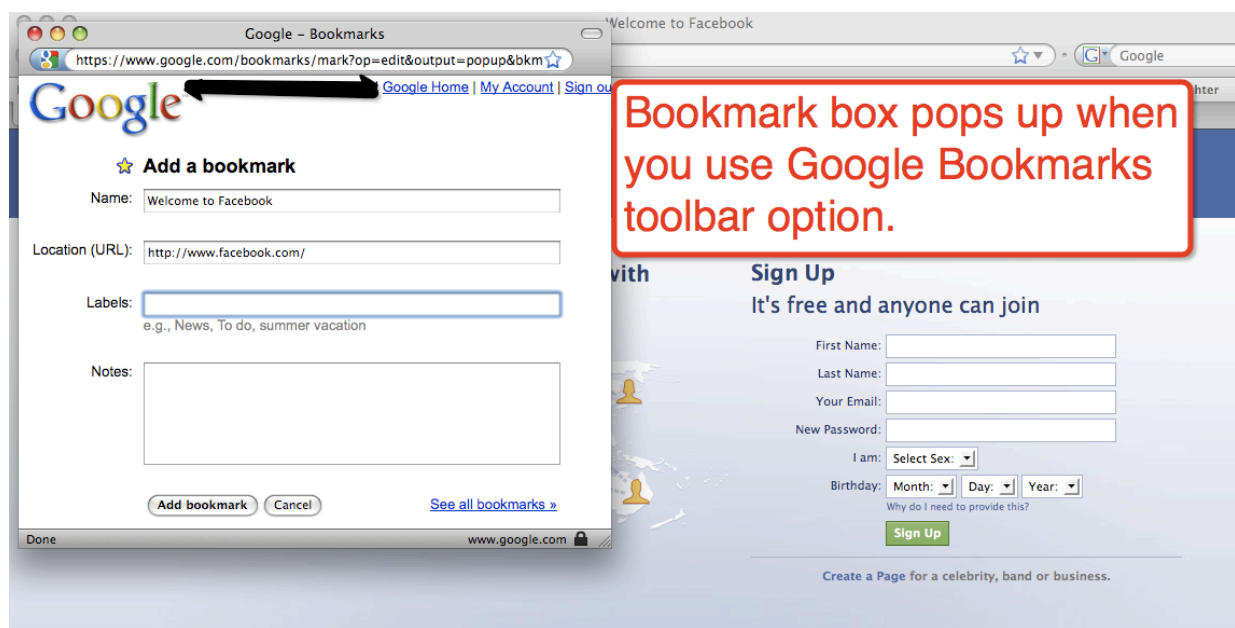 Google – Bookmarks
https://www.google.com/bookmarks/mark?op=edit&output=popup&bkm
Google
Google Home | My Account | Sign ou
Add a bookmark
Name: Welcome to Facebook
Location (URL): http://www.facebook.com/
Labels:
e.g., News, To do, summer vacation
Notes:
Add bookmark Cancel See all bookmarks »
Done www.google.com
Welcome to Facebook
G Google
hter
Bookmark box pops up when
you use Google Bookmarks
toolbar option.
with
Sign Up
It's free and anyone can join
First Name:
Last Name:
Your Email:
New Password:
I am: Select Sex:
Birthday: Month: Day: Year:
Why do I need to provide this?
Sign Up
Create a Page for a celebrity, band or business.